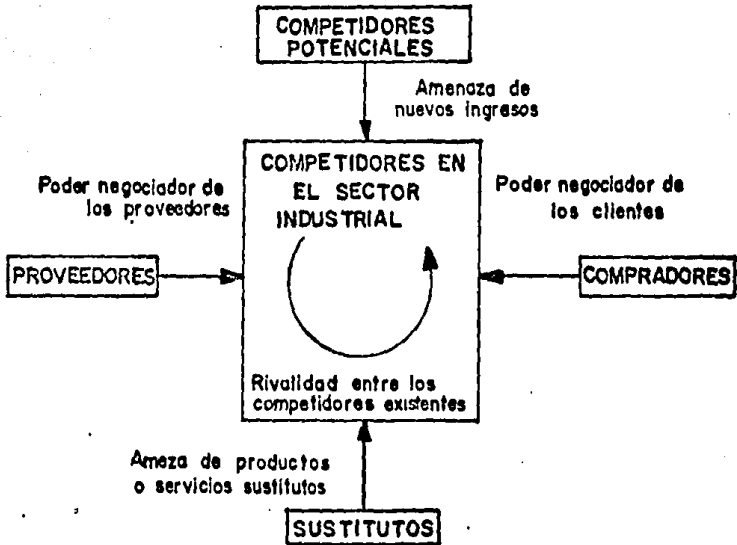 COMPETIDORES
POTENCIALES
Amenaza de
nuevos ingresos
COMPETIDORES EN
EL SECTOR
INDUSTRIAL
Poder negociador de
los proveedores
Poder negociador de
los clientes
PROVEEDORES
COMPRADORES
Rivalidad entre los
competidores existentes
Ameza de productos
o servicios sustitutos
SUSTITUTOS